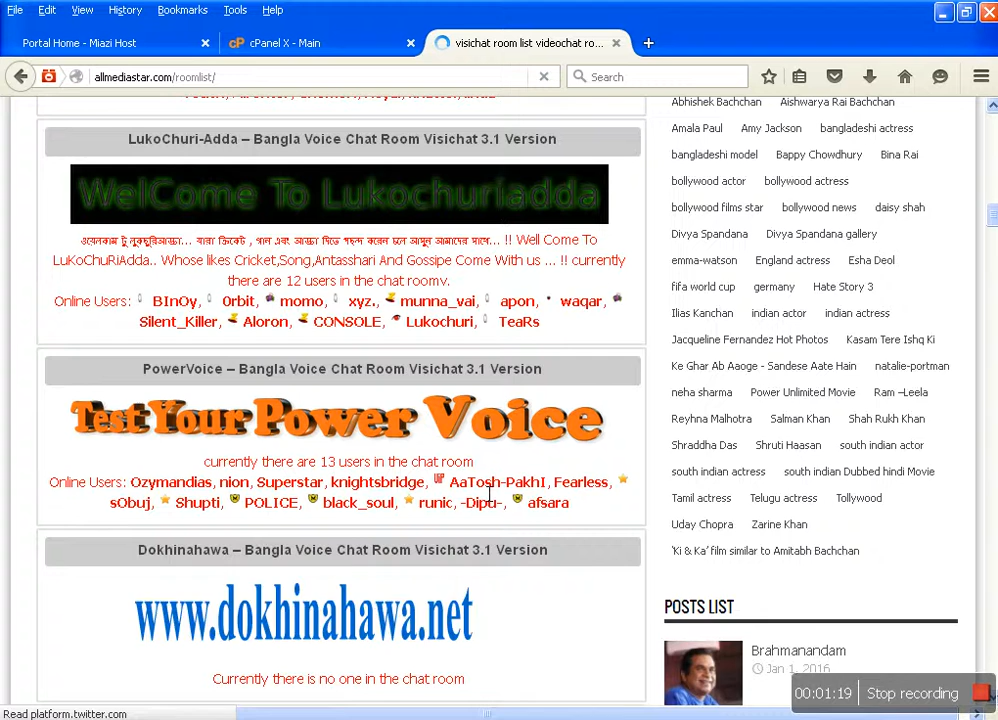 File Edit View History Bookmarks Tools Help
Portal Home - Miazi Host
cPanel X - Main
visichat room list videochat ro...
allmediastar.com/roomlist/
Search
LukoChuri-Adda – Bangla Voice Chat Room Visichat 3.1 Version
WelCome To Lukochuriadda
ওয়েলকাম টু লুকচুরিআড্ডা... যারা ক্রিকেট , গান এবং আড্ডা দিতে পছন্দ করেন চলে আসুন আমাদের সাথে... !! Well Come To
LuKoChuRiAdda.. Whose likes Cricket,Song,Antasshari And Gossipe Come With us ... !! currently
there are 12 users in the chat roomv.
Online Users: BInOy, 0rbit, momo, xyz., munna_vai, apon, waqar,
Silent_Killer, Aloron, CONSOLE, Lukochuri, TeaRs
PowerVoice – Bangla Voice Chat Room Visichat 3.1 Version
Test Your Power Voice
currently there are 13 users in the chat room
Online Users: Ozymandias, nion, Superstar, knightsbridge, AaTosh-PakhI, Fearless,
sObuj, Shupti, POLICE, black_soul, runic, -Dipu-, afsara
Dokhinahawa – Bangla Voice Chat Room Visichat 3.1 Version
www.dokhinahawa.net
Currently there is no one in the chat room
Abhishek Bachchan Aishwarya Rai Bachchan
Amala Paul Amy Jackson bangladeshi actress
bangladeshi model Bappy Chowdhury Bina Rai
bollywood actor bollywood actress
bollywood films star bollywood news daisy shah
Divya Spandana Divya Spandana gallery
emma-watson England actress Esha Deol
fifa world cup germany Hate Story 3
Ilias Kanchan indian actor indian actress
Jacqueline Fernandez Hot Photos Kasam Tere Ishq Ki
Ke Ghar Ab Aaoge - Sandese Aate Hain natalie-portman
neha sharma Power Unlimited Movie Ram –Leela
Reyhna Malhotra Salman Khan Shah Rukh Khan
Shraddha Das Shruti Haasan south indian actor
south indian actress south indian Dubbed hindi Movie
Tamil actress Telugu actress Tollywood
Uday Chopra Zarine Khan
'Ki & Ka' film similar to Amitabh Bachchan
POSTS LIST
Brahmanandam
Jan 1, 2016
00:01:19 Stop recording
Read platform.twitter.com